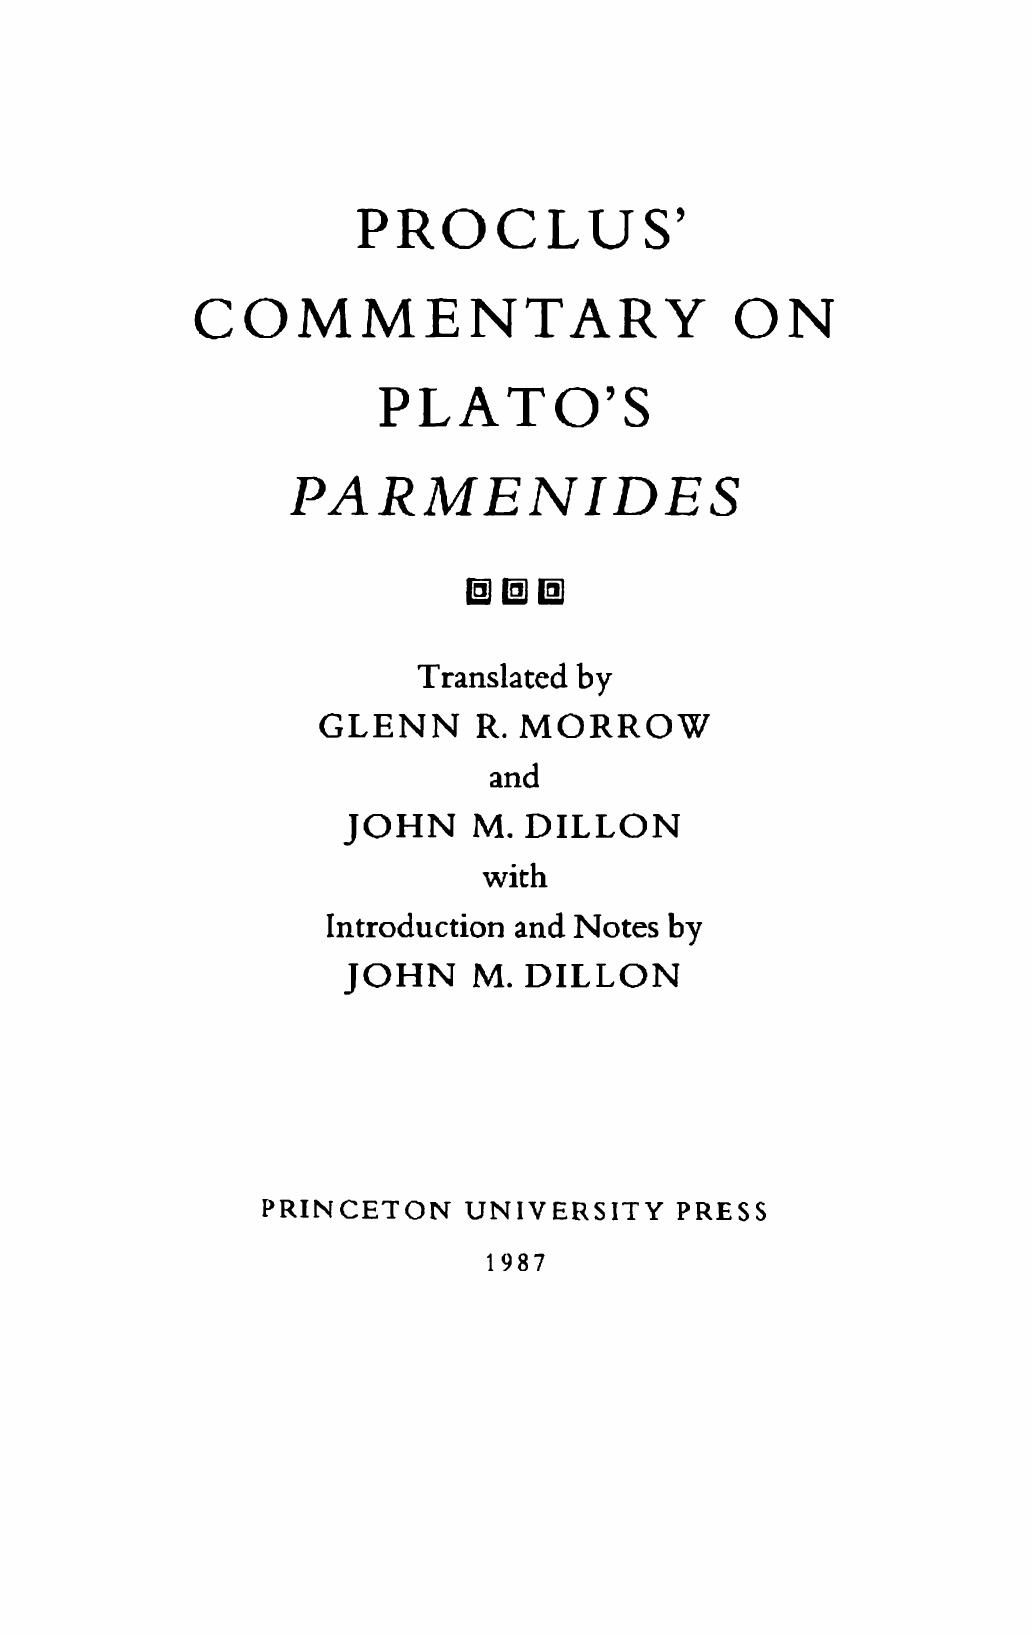 PROCLUS’
COMMENTARY ON
PLATO’S
PARMENIDES
Translated by
GLENN R. MORROW
and
JOHN M. DILLON
with
Introduction and Notes by
JOHN M. DILLON
PRINCETON UNIVERSITY PRESS
1987